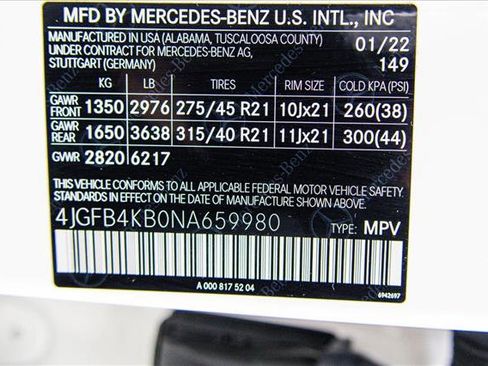 MFD BY MERCEDES-BENZ U.S. INTL., INC
MADE IN USA (ALABAMA, TUSCALOOSA COUNTY) 01/22
UNDER CONTRACT FOR MERCEDES-BENZ AG, 149
STUTTGART (GERMANY)
KG LB TIRES RIM SIZE COLD KPA (PSI)
GAWR FRONT 1350 2976 275/45 R21 10Jx21 260(38)
GAWR REAR 1650 3638 315/40 R21 11Jx21 300(44)
GVWR 2820 6217
THIS VEHICLE CONFORMS TO ALL APPLICABLE FEDERAL MOTOR VEHICLE SAFETY
STANDARDS IN EFFECT ON THE DATE OF MANUFACTURE SHOWN ABOVE.
4JGFB4KB0NA659980 TYPE: MPV
A 000 817 52 04 6942697